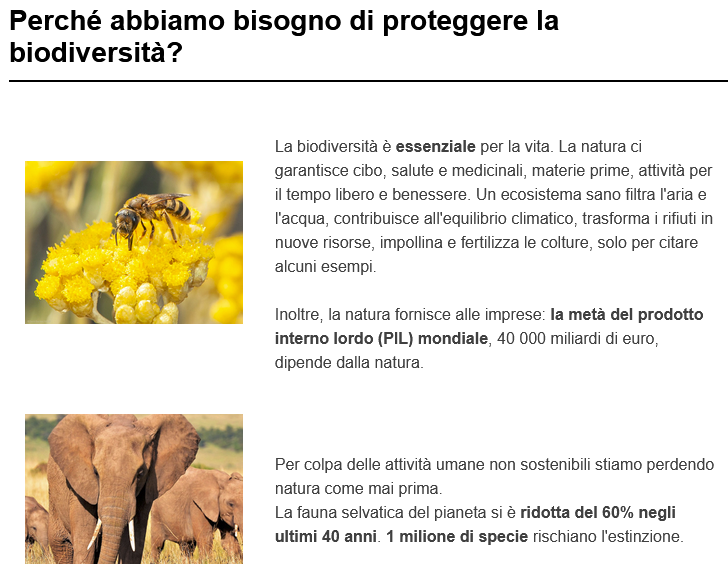 Perché abbiamo bisogno di proteggere la
biodiversità?
La biodiversità è essenziale per la vita. La natura ci
garantisce cibo, salute e medicinali, materie prime, attività per
il tempo libero e benessere. Un ecosistema sano filtra l'aria e
l'acqua, contribuisce all'equilibrio climatico, trasforma i rifiuti in
nuove risorse, impollina e fertilizza le colture, solo per citare
alcuni esempi.
Inoltre, la natura fornisce alle imprese: la metà del prodotto
interno lordo (PIL) mondiale, 40 000 miliardi di euro,
dipende dalla natura.
Per colpa delle attività umane non sostenibili stiamo perdendo
natura come mai prima.
La fauna selvatica del pianeta si è ridotta del 60% negli
ultimi 40 anni. 1 milione di specie rischiano l'estinzione.